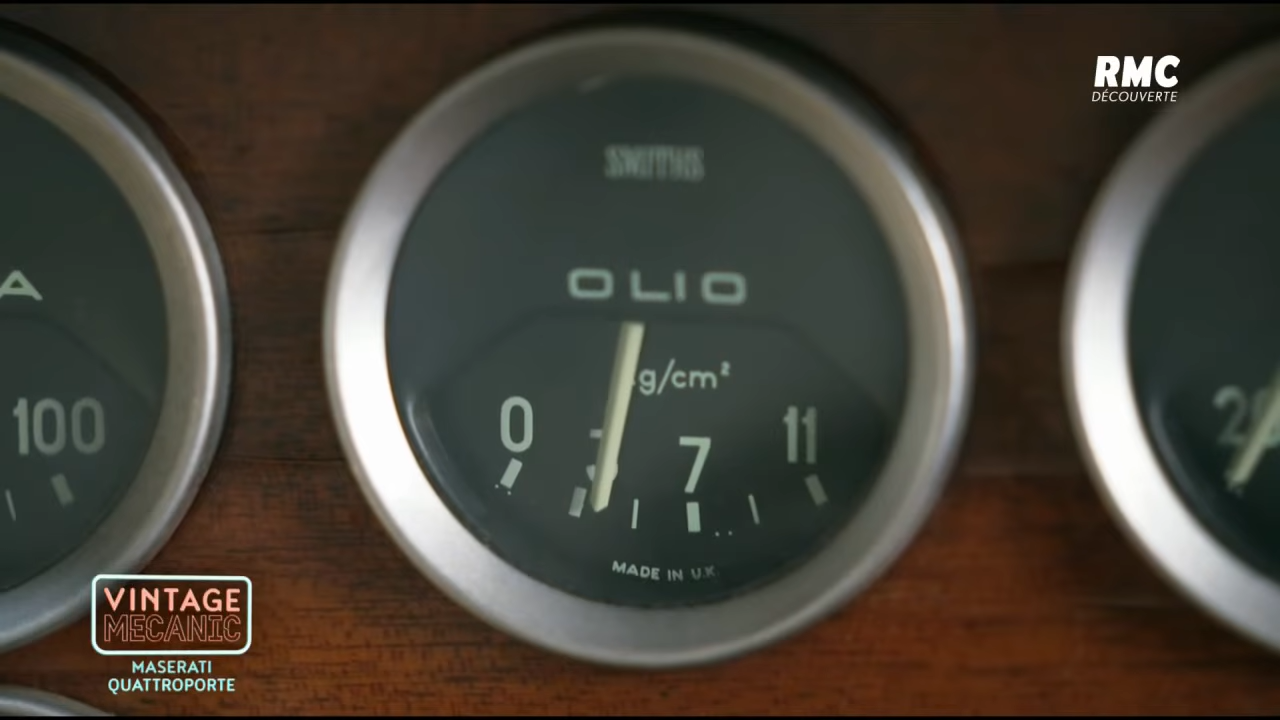 RMC
DÉCOUVERTE
SMITHS
OLIO
A
g/cm²
100
0
7
11
MADE IN U.K
VINTAGE
MECANIC
MASERATI
QUATTROPORTE